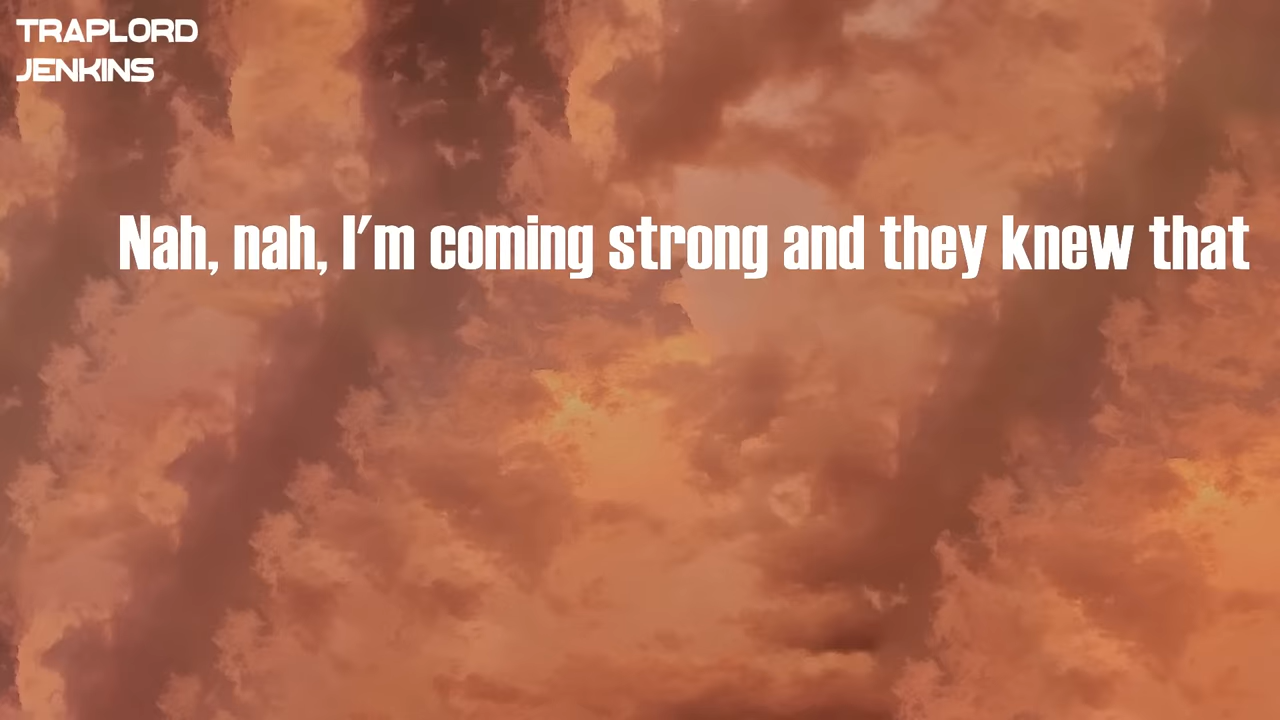 TRAPLORD
JENKINS
Nah, nah, I'm coming strong and they knew that